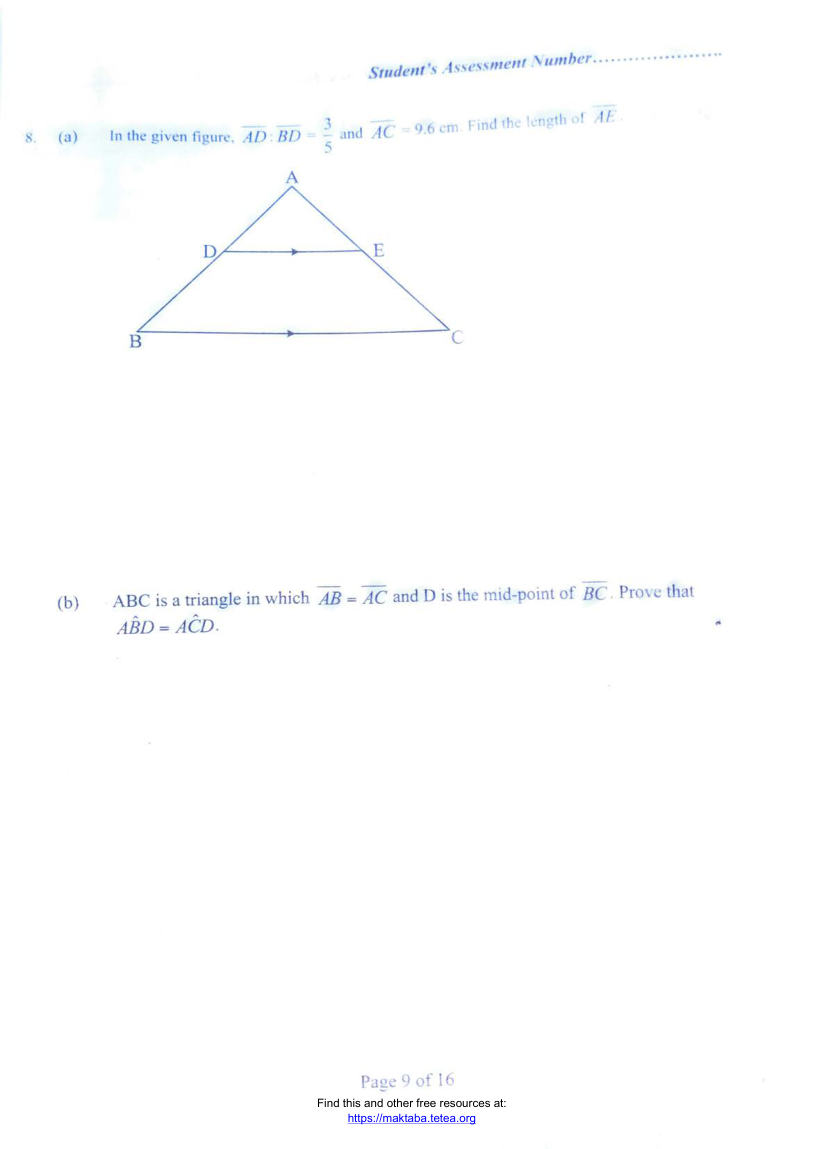 Student's Assessment Number......................
8. (a) In the given figure, AD : BD = 3/5 and AC = 9.6 cm. Find the length of AE.
A
D E
B C
(b) ABC is a triangle in which AB = AC and D is the mid-point of BC. Prove that
AB̂D = AĈD.
Page 9 of 16
Find this and other free resources at:
https://maktaba.tetea.org